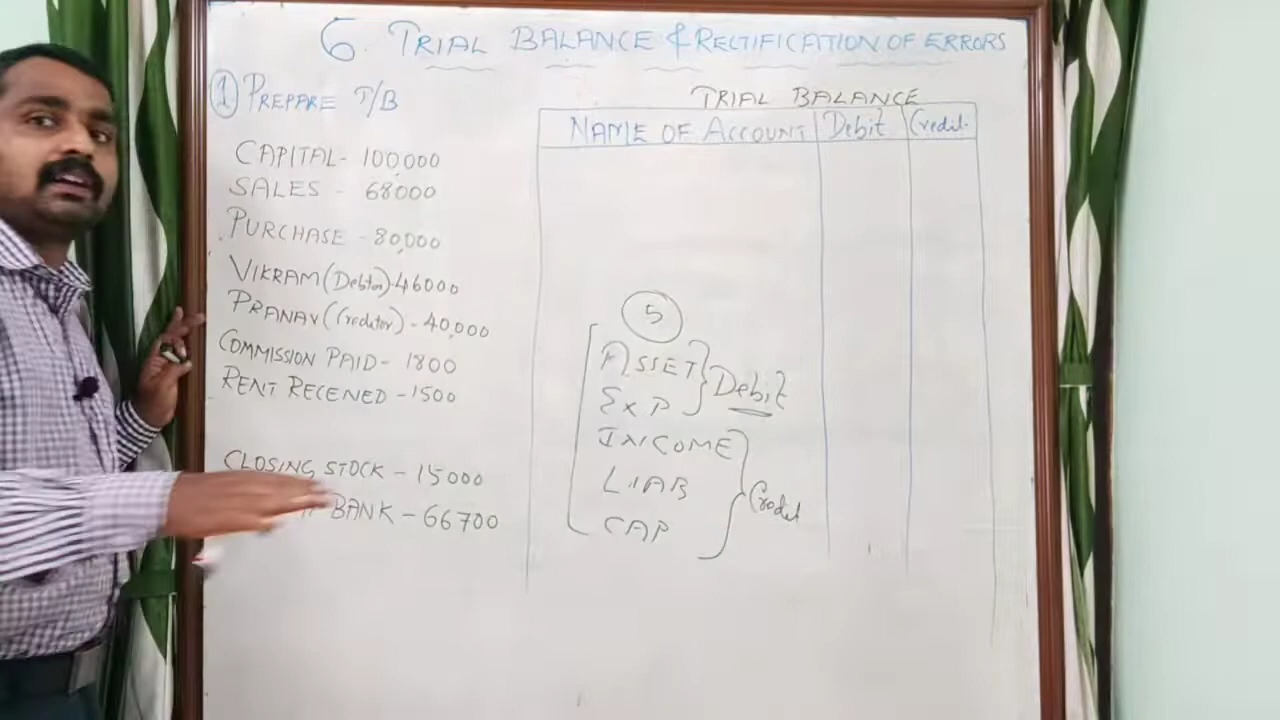 6. TRIAL BALANCE & RECTIFICATION OF ERRORS
① PREPARE T/B
CAPITAL - 100,000
SALES - 68000
PURCHASE - 80,000
VIKRAM (Debtor) - 46000
PRANAV (Creditor) - 40,000
COMMISSION PAID - 1800
RENT RECEIVED - 1500
CLOSING STOCK - 15000
BANK - 66700
TRIAL BALANCE
NAME OF ACCOUNT Debit Credit
5
ASSET
EXP
Debit
INCOME
LIAB
CAP
Credit